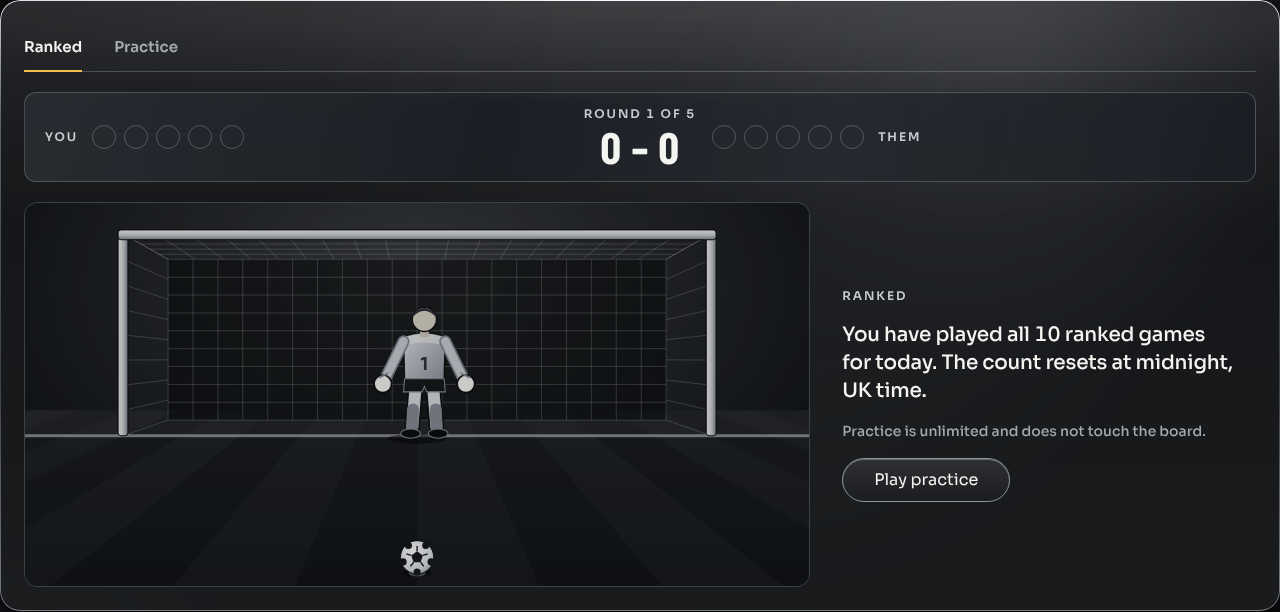 Ranked
Practice
YOU
ROUND 1 OF 5
0 – 0
THEM
1
RANKED
You have played all 10 ranked games
for today. The count resets at midnight,
UK time.
Practice is unlimited and does not touch the board.
Play practice